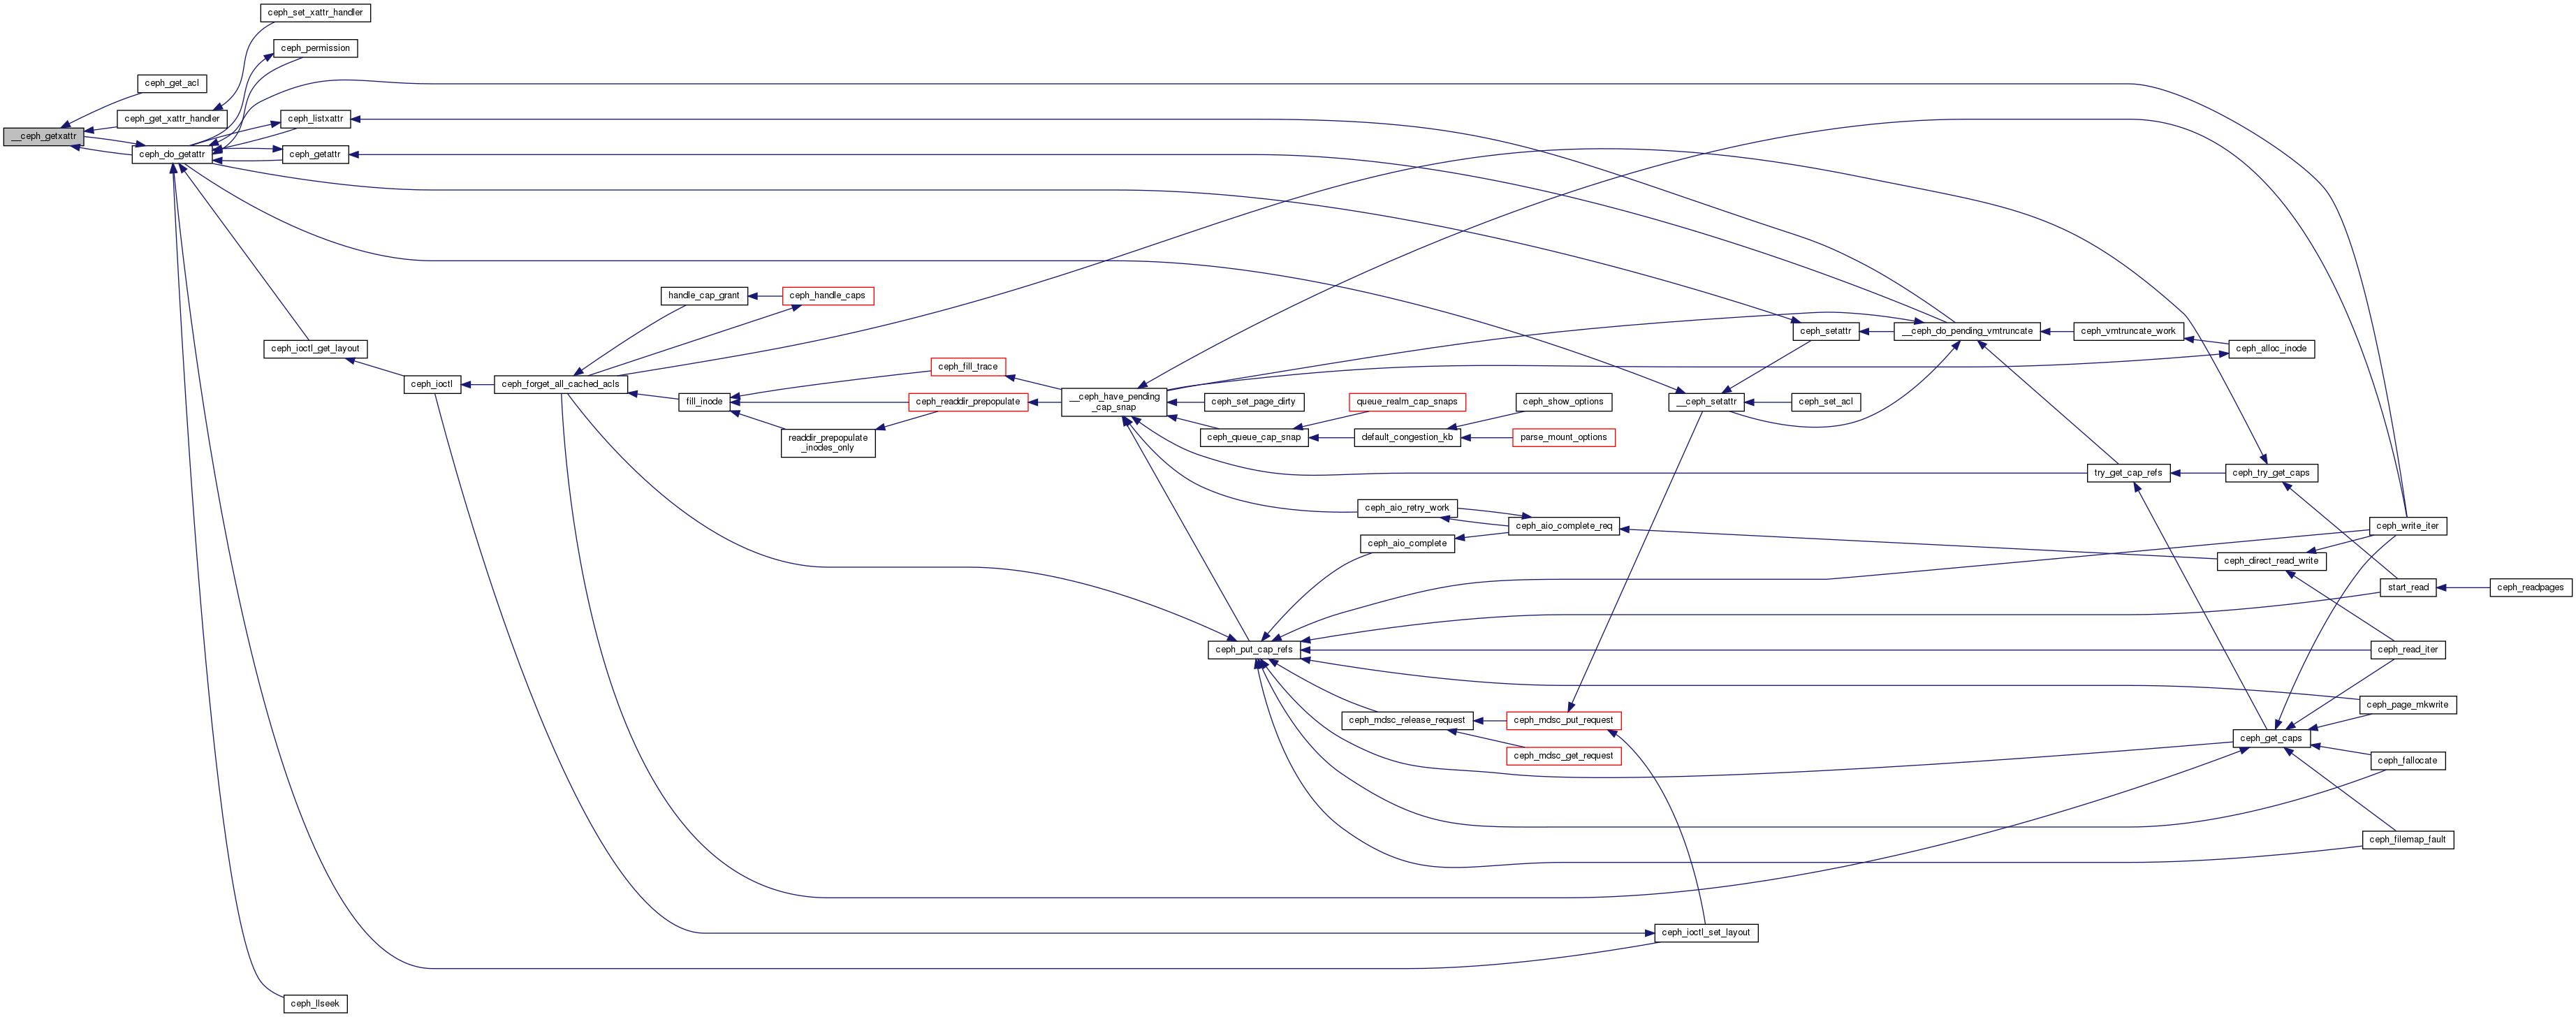 ceph_set_xattr_handler
ceph_permission
ceph_get_acl
ceph_get_xattr_handler
ceph_listxattr
__ceph_getxattr
ceph_do_getattr
ceph_getattr
handle_cap_grant
ceph_handle_caps
ceph_setattr
__ceph_do_pending_vmtruncate
ceph_vmtruncate_work
ceph_ioctl_get_layout
ceph_alloc_inode
ceph_fill_trace
ceph_ioctl
ceph_forget_all_cached_acls
fill_inode
ceph_readdir_prepopulate
__ceph_have_pending
_cap_snap
ceph_set_page_dirty
queue_realm_cap_snaps
ceph_show_options
__ceph_setattr
ceph_set_acl
readdir_prepopulate
_inodes_only
ceph_queue_cap_snap
default_congestion_kb
parse_mount_options
try_get_cap_refs
ceph_try_get_caps
ceph_aio_retry_work
ceph_aio_complete_req
ceph_write_iter
ceph_aio_complete
ceph_direct_read_write
start_read
ceph_readpages
ceph_put_cap_refs
ceph_read_iter
ceph_page_mkwrite
ceph_mdsc_release_request
ceph_mdsc_put_request
ceph_get_caps
ceph_mdsc_get_request
ceph_fallocate
ceph_filemap_fault
ceph_ioctl_set_layout
ceph_llseek